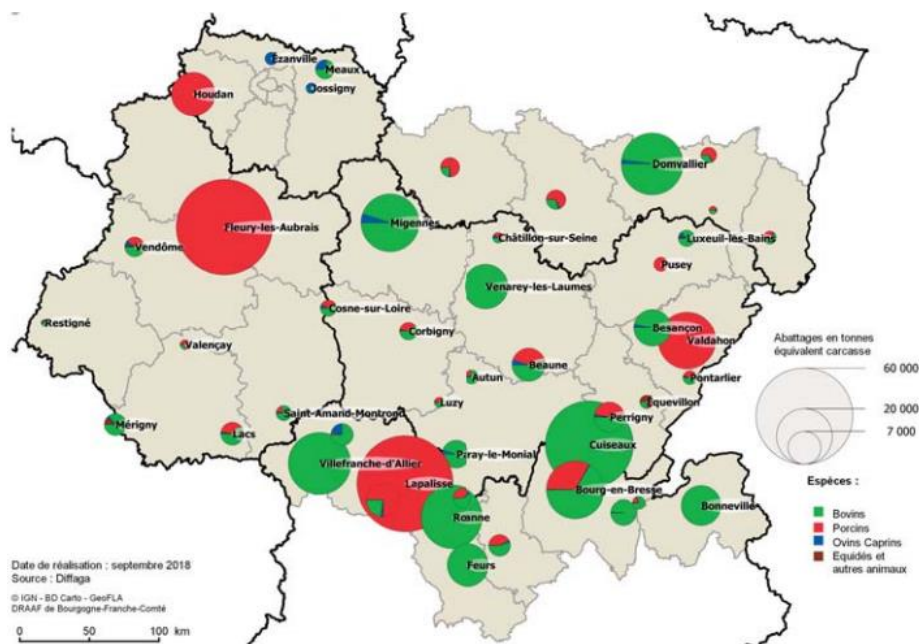 Ézanville
Meaux
Houdan
Cossigny
Domvallier
Fleury-les-Aubrais
Migennes
Châtillon-sur-Seine
Luxeuil-les-Bains
Vendôme
Pusey
Venarey-les-Laumes
Cosne-sur-Loire
Restigné
Corbigny
Besançon
Valdahon
Valençay
Beaune
Autun
Pontarlier
Luzy
Équevillon
Saint-Amand-Montrond
Perrigny
Mérigny
Lacs
Cuiseaux
Paray-le-Monial
Villefranche-d'Allier
Lapalisse
Bourg-en-Bresse
Bonneville
Roanne
Feurs
Abattages en tonnes
équivalent carcasse
60 000
20 000
7 000
Espèces :
Bovins
Porcins
Ovins Caprins
Equidés et
autres animaux
Date de réalisation : septembre 2018
Source : Diffaga
© IGN - BD Carto - GeoFLA
DRAAF de Bourgogne-Franche-Comté
0 50 100 km